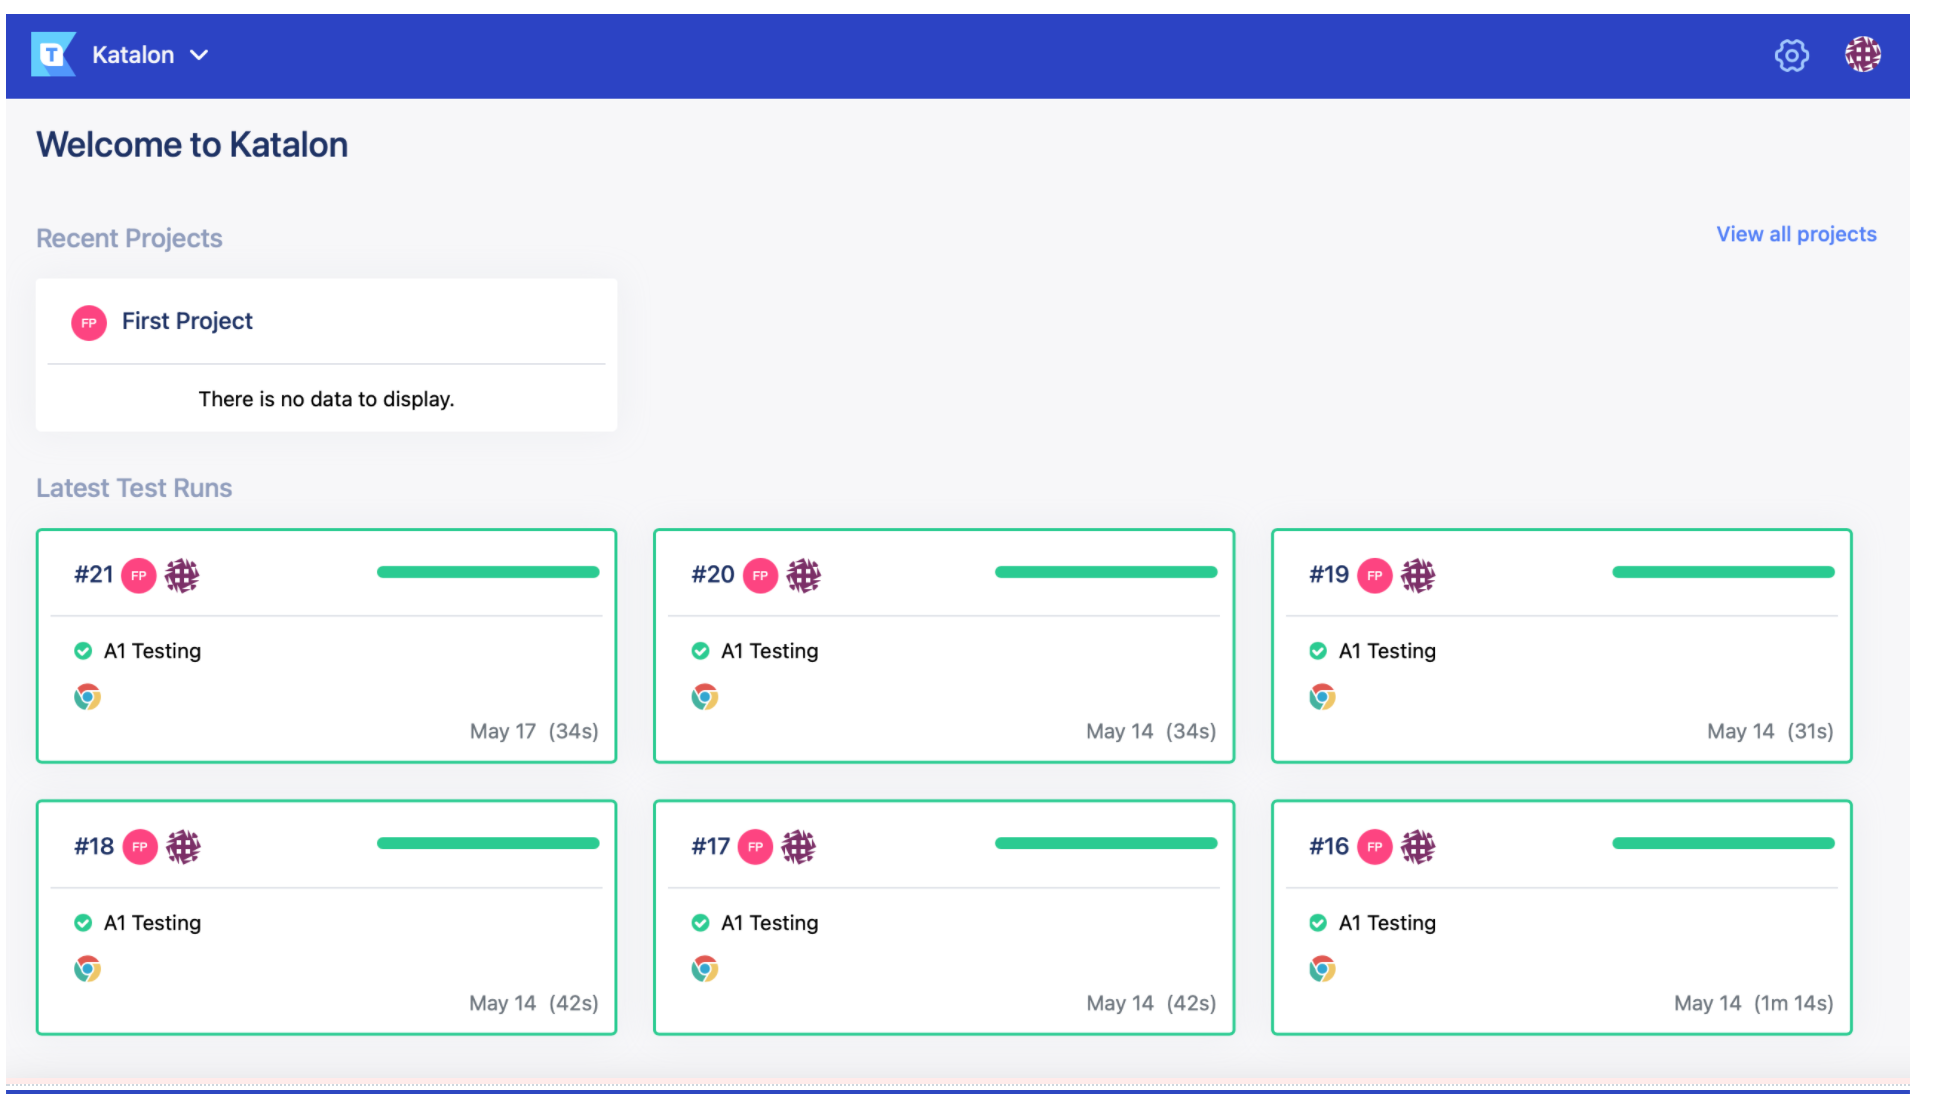 T Katalon
Welcome to Katalon
Recent Projects
View all projects
FP First Project
There is no data to display.
Latest Test Runs
#21 FP
A1 Testing
May 17 (34s)
#20 FP
A1 Testing
May 14 (34s)
#19 FP
A1 Testing
May 14 (31s)
#18 FP
A1 Testing
May 14 (42s)
#17 FP
A1 Testing
May 14 (42s)
#16 FP
A1 Testing
May 14 (1m 14s)